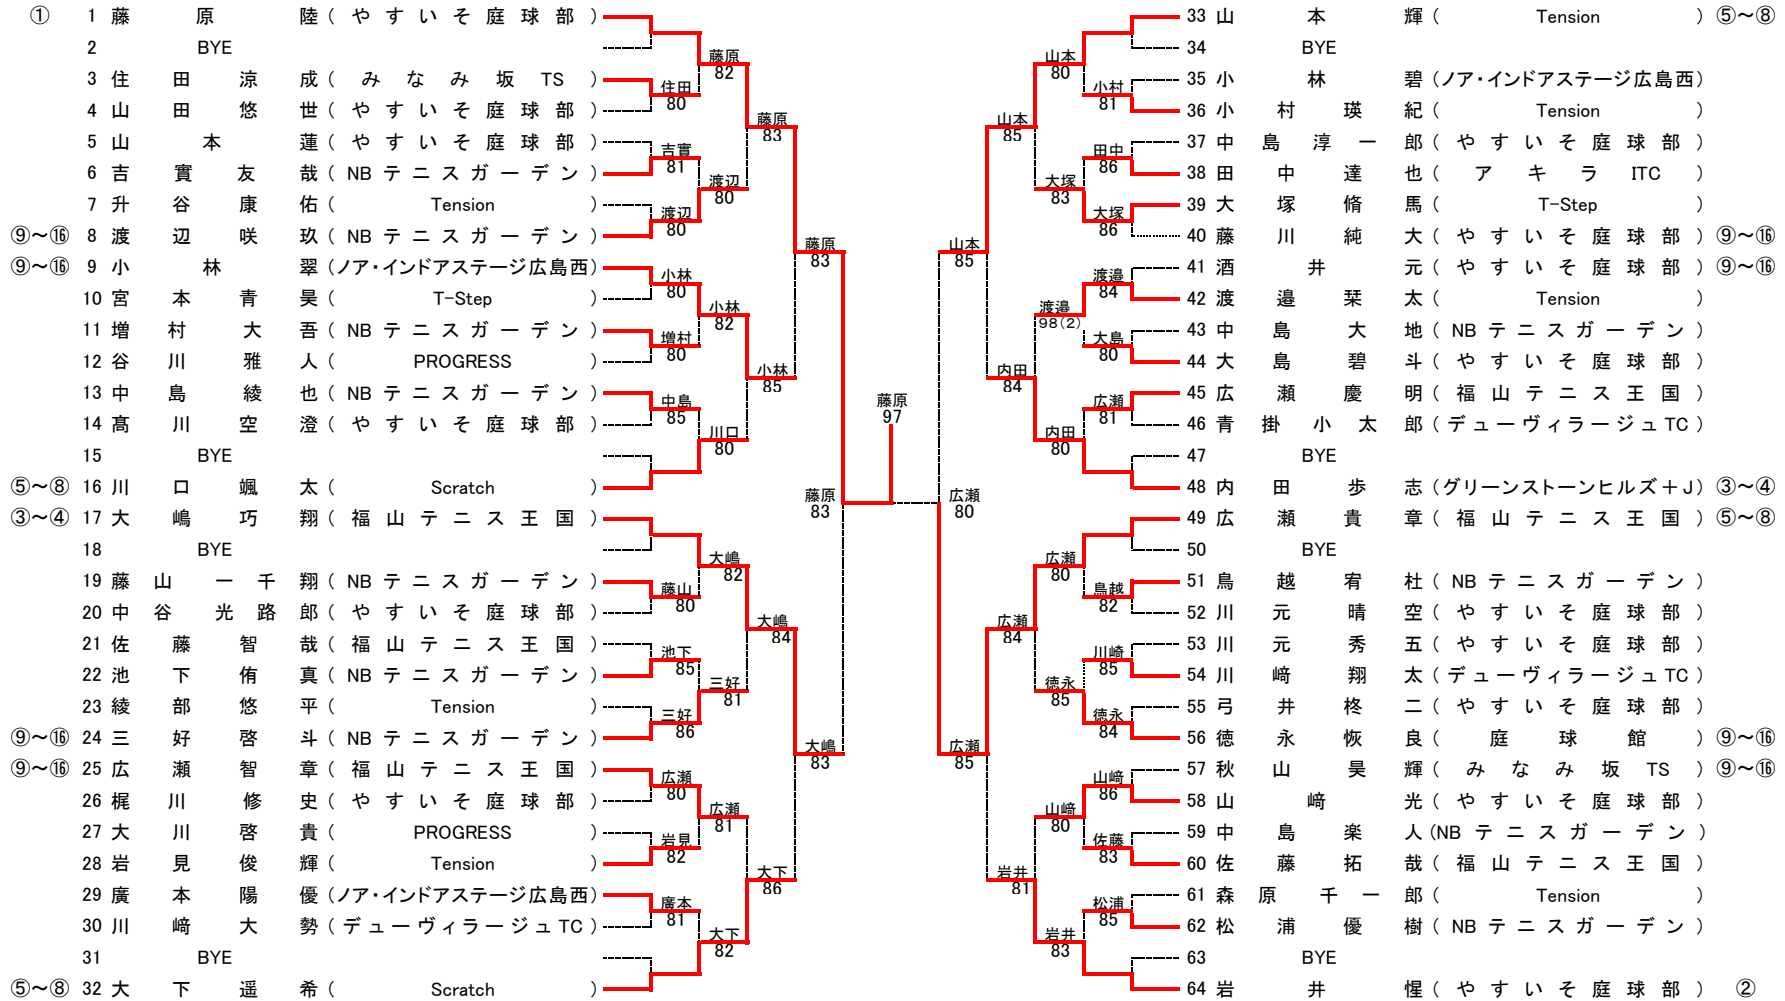 ① 1 藤原陸 (やすいそ庭球部)
2 BYE
3 住田涼成 (みなみ坂TS)
4 山田悠世 (やすいそ庭球部)
5 山本蓮 (やすいそ庭球部)
6 吉實友哉 (NBテニスガーデン)
7 升谷康佑 (Tension)
⑨~⑯ 8 渡辺咲玖 (NBテニスガーデン)
⑨~⑯ 9 小林翠 (ノア・インドアステージ広島西)
10 宮本青昊 (T-Step)
11 増村大吾 (NBテニスガーデン)
12 谷川雅人 (PROGRESS)
13 中島綾也 (NBテニスガーデン)
14 髙川空澄 (やすいそ庭球部)
15 BYE
⑤~⑧ 16 川口颯太 (Scratch)
③~④ 17 大嶋巧翔 (福山テニス王国)
18 BYE
19 藤山一千翔 (NBテニスガーデン)
20 中谷光路郎 (やすいそ庭球部)
21 佐藤智哉 (福山テニス王国)
22 池下侑真 (NBテニスガーデン)
23 綾部悠平 (Tension)
⑨~⑯ 24 三好啓斗 (NBテニスガーデン)
⑨~⑯ 25 広瀬智章 (福山テニス王国)
26 梶川修史 (やすいそ庭球部)
27 大川啓貴 (PROGRESS)
28 岩見俊輝 (Tension)
29 廣本陽優 (ノア・インドアステージ広島西)
30 川﨑大勢 (デューヴィラージュTC)
31 BYE
⑤~⑧ 32 大下遥希 (Scratch)
住田
80
吉實
81
渡辺
80
小林
80
増村
80
中島
85
藤山
80
池下
85
三好
86
広瀬
80
岩見
82
廣本
81
藤原
82
渡辺
80
小林
82
川口
80
大嶋
82
三好
81
広瀬
81
大下
82
藤原
83
小林
85
大嶋
84
大下
86
藤原
83
大嶋
83
藤原
83
藤原
97
広瀬
80
山本
85
広瀬
85
山本
85
内田
84
広瀬
84
岩井
81
山本
80
大塚
83
渡邉
98(2)
内田
80
広瀬
80
徳永
85
山﨑
80
岩井
83
小村
81
田中
86
大塚
86
渡邉
84
大島
80
広瀬
81
鳥越
82
川崎
85
徳永
84
山﨑
86
佐藤
83
松浦
85
33 山本輝 (Tension) ⑤~⑧
34 BYE
35 小林碧 (ノア・インドアステージ広島西)
36 小村瑛紀 (Tension)
37 中島淳一郎 (やすいそ庭球部)
38 田中達也 (アキラITC)
39 大塚脩馬 (T-Step)
40 藤川純大 (やすいそ庭球部) ⑨~⑯
41 酒井元 (やすいそ庭球部) ⑨~⑯
42 渡邉栞太 (Tension)
43 中島大地 (NBテニスガーデン)
44 大島碧斗 (やすいそ庭球部)
45 広瀬慶明 (福山テニス王国)
46 青掛小太郎 (デューヴィラージュTC)
47 BYE
48 内田歩志 (グリーンストーンヒルズ+J) ③~④
49 広瀬貴章 (福山テニス王国) ⑤~⑧
50 BYE
51 鳥越宥杜 (NBテニスガーデン)
52 川元晴空 (やすいそ庭球部)
53 川元秀五 (やすいそ庭球部)
54 川﨑翔太 (デューヴィラージュTC)
55 弓井柊二 (やすいそ庭球部)
56 徳永恢良 (庭球館) ⑨~⑯
57 秋山昊輝 (みなみ坂TS) ⑨~⑯
58 山﨑光 (やすいそ庭球部)
59 中島楽人 (NBテニスガーデン)
60 佐藤拓哉 (福山テニス王国)
61 森原千一郎 (Tension)
62 松浦優樹 (NBテニスガーデン)
63 BYE
64 岩井惺 (やすいそ庭球部) ②